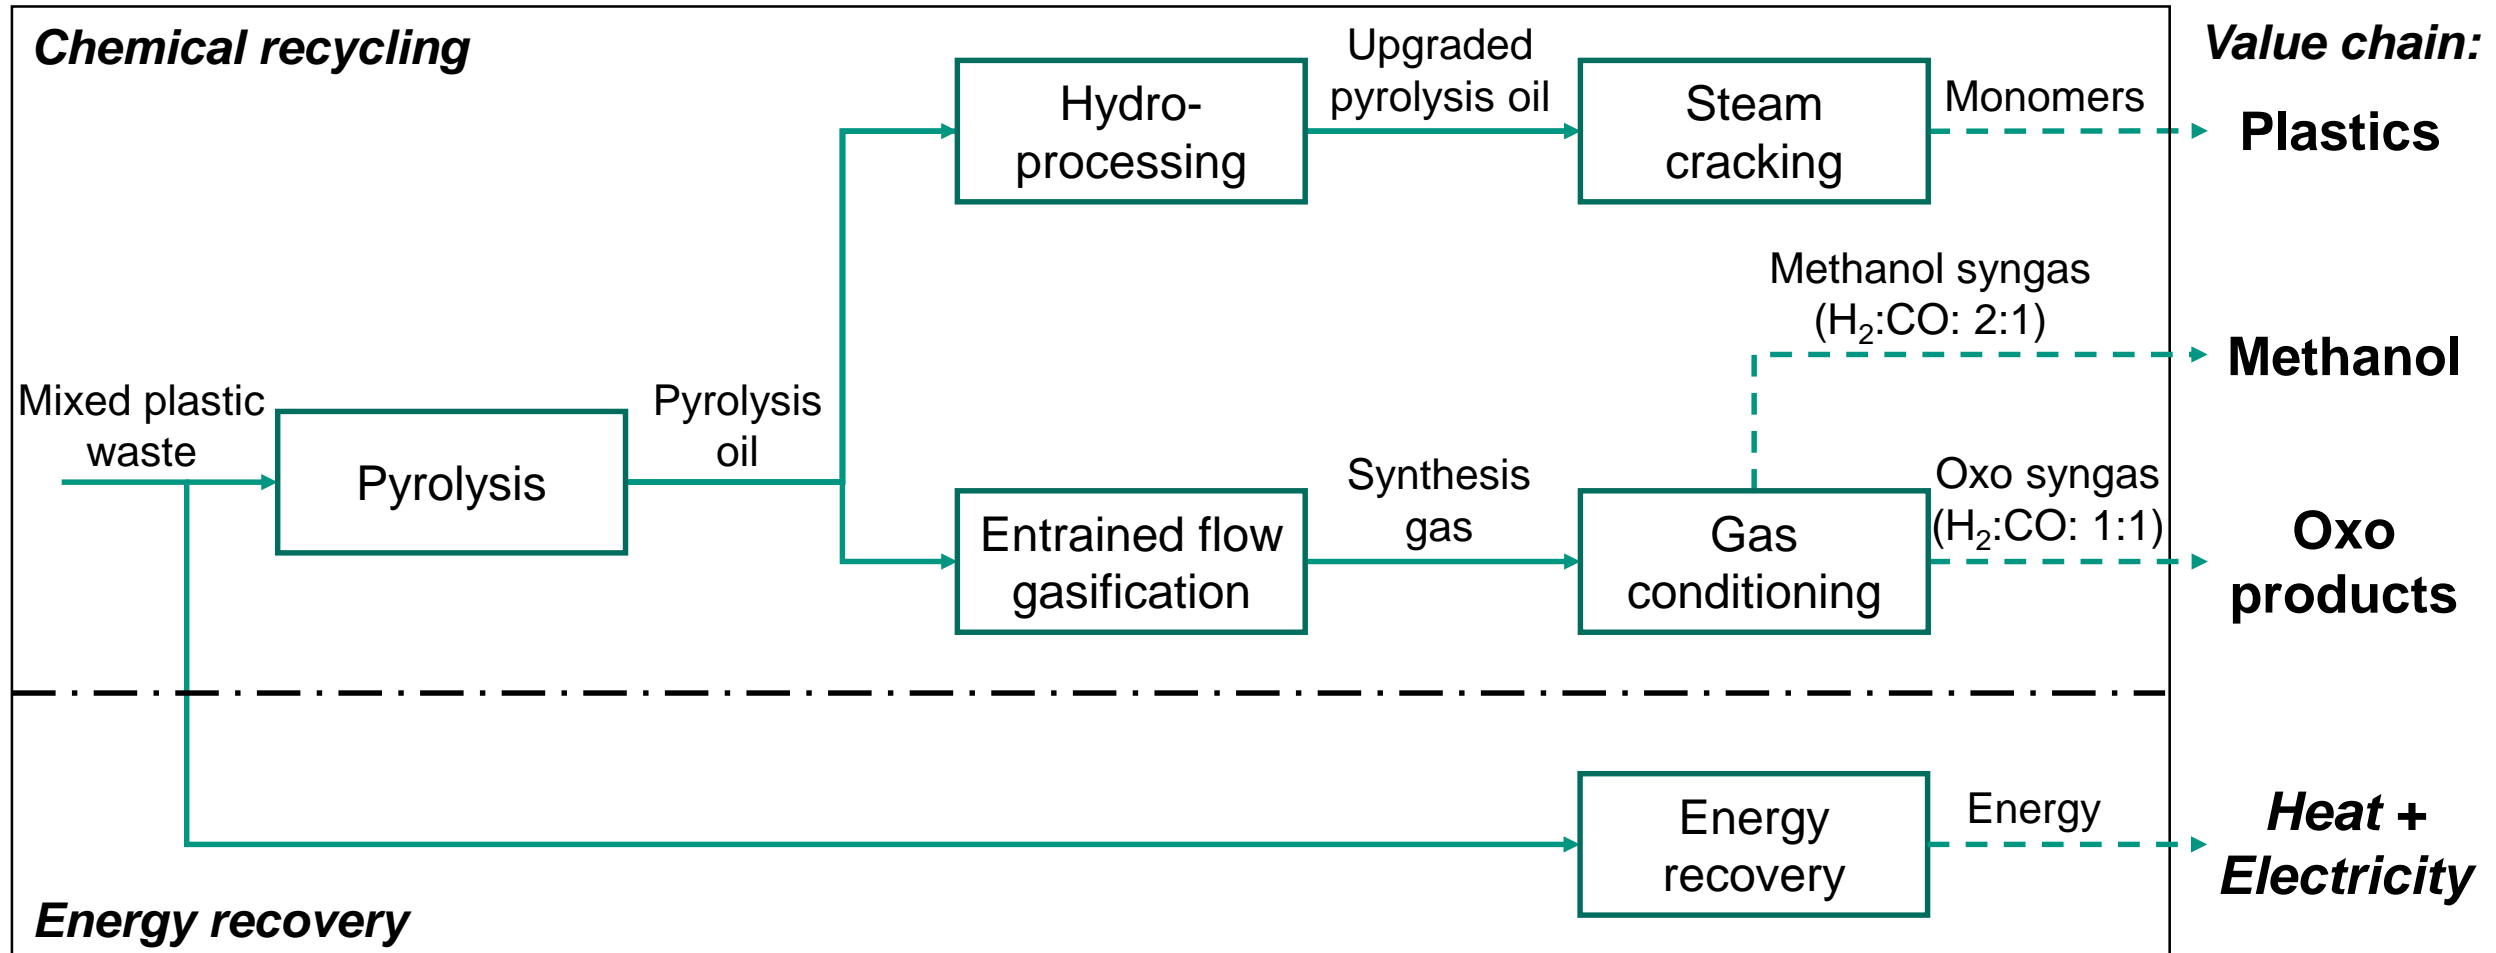 Chemical recycling
Value chain:
Hydro-
processing
Upgraded
pyrolysis oil
Steam
cracking
Monomers
Plastics
Methanol syngas
(H₂:CO: 2:1)
Methanol
Mixed plastic
waste
Pyrolysis
Pyrolysis
oil
Entrained flow
gasification
Synthesis
gas
Gas
conditioning
Oxo syngas
(H₂:CO: 1:1)
Oxo
products
Energy
recovery
Energy
Heat +
Electricity
Energy recovery